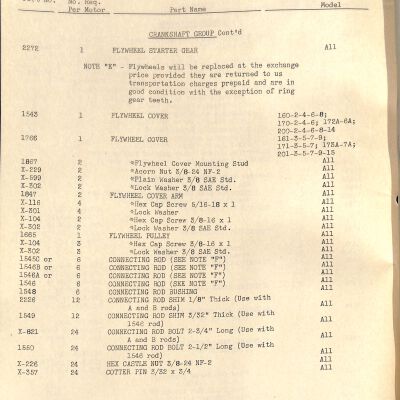 No. Req.
Per Motor Part Name Model
CRANKSHAFT GROUP Cont'd
2272 1 FLYWHEEL STARTER GEAR All
NOTE "E" - Flywheels will be replaced at the exchange
price provided they are returned to us
transportation charges prepaid and are in
good condition with the exception of ring
gear teeth.
1543 1 FLYWHEEL COVER 160-2-4-6-8;
170-2-4-6; 172A-6A;
200-2-4-6-8-14
1766 1 FLYWHEEL COVER 161-3-5-7-9;
171-3-5-7; 173A-7A;
201-3-5-7-9-15
1867 2 *Flywheel Cover Mounting Stud All
X-229 2 *Acorn Nut 3/8-24 NF-2 All
X-599 2 *Plain Washer 3/8 SAE Std. All
X-302 2 *Lock Washer 3/8 SAE Std. All
1847 2 FLYWHEEL COVER ARM All
X-116 4 *Hex Cap Screw 5/16-18 x 1 All
X-301 4 *Lock Washer All
X-104 2 *Hex Cap Screw 3/8-16 x 1 All
X-302 2 *Lock Washer 3/8 SAE Std. All
1665 1 FLYWHEEL PULLEY All
X-104 3 *Hex Cap Screw 3/8-16 x 1 All
X-302 3 *Lock Washer 3/8 SAE Std. All
1545C or 6 CONNECTING ROD (SEE NOTE "F") All
1546B or 6 CONNECTING ROD (SEE NOTE "F") All
1546A or 6 CONNECTING ROD (SEE NOTE "F") All
1546 6 CONNECTING ROD (SEE NOTE "F") All
1548 6 CONNECTING ROD BUSHING All
2226 12 CONNECTING ROD SHIM 1/8" Thick (Use with All
A and B rods)
1549 12 CONNECTING ROD SHIM 3/32" Thick (Use with All
1546 rod)
X-821 24 CONNECTING ROD BOLT 2-3/4" Long (Use with All
A and B rods)
1550 24 CONNECTING ROD BOLT 2-1/2" Long (Use with All
1546 rod)
X-226 24 HEX CASTLE NUT 3/8-24 NF-2 All
X-357 24 COTTER PIN 3/32 x 3/4 All